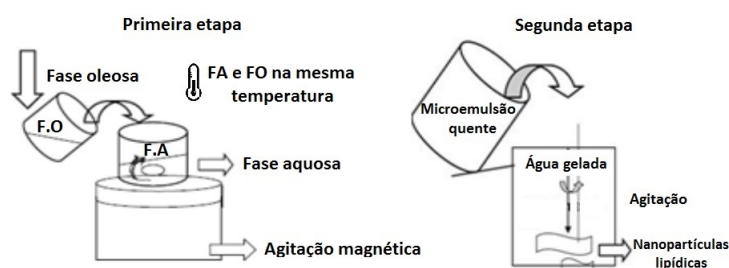 Primeira etapa
Fase oleosa
FA e FO na mesma
temperatura
F.O
F.A
Fase aquosa
Agitação magnética
Segunda etapa
Microemulsão
quente
Água gelada
Agitação
Nanopartículas
lipídicas